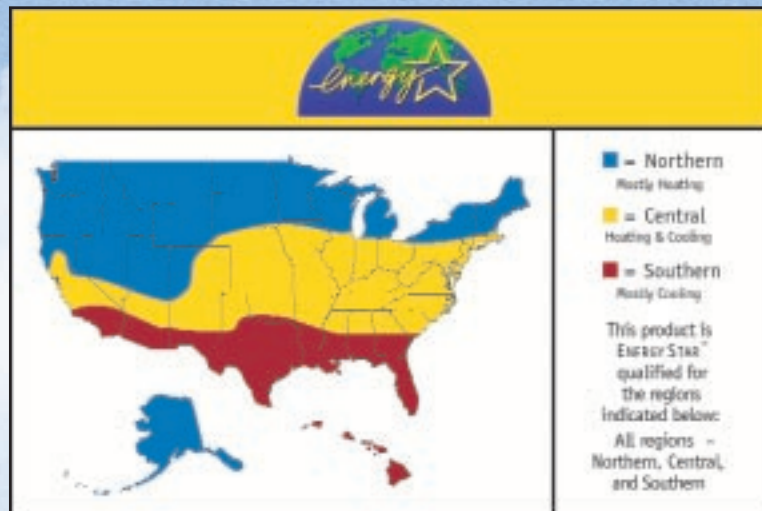 energy
= Northern
Mostly Heating
= Central
Heating & Cooling
= Southern
Mostly Cooling
This product is
ENERGY STAR™
qualified for
the regions
indicated below:
All regions –
Northern, Central,
and Southern